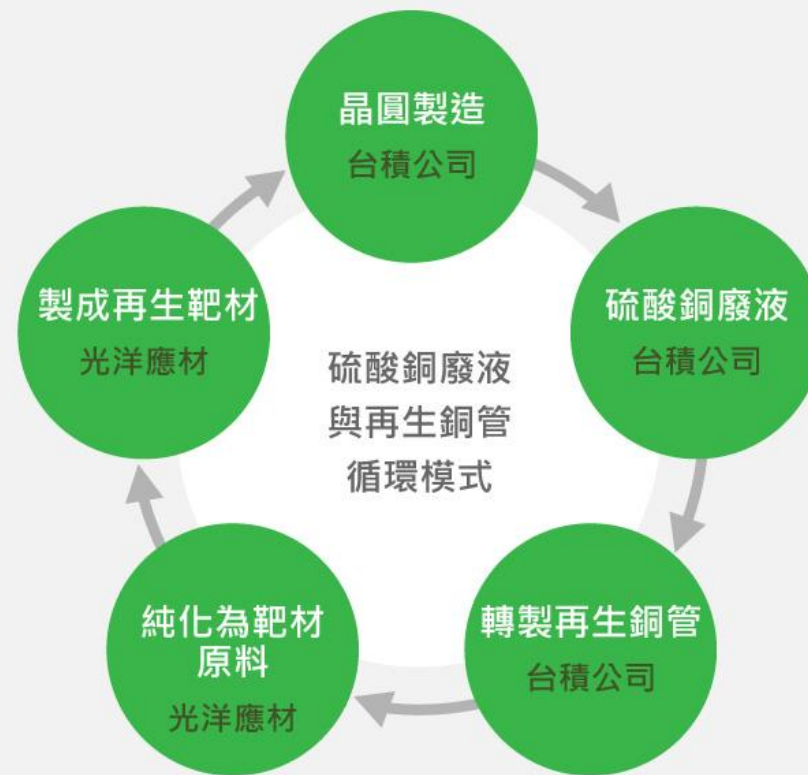 晶圓製造
台積公司
硫酸銅廢液
台積公司
轉製再生銅管
台積公司
純化為靶材
原料
光洋應材
製成再生靶材
光洋應材
硫酸銅廢液
與再生銅管
循環模式